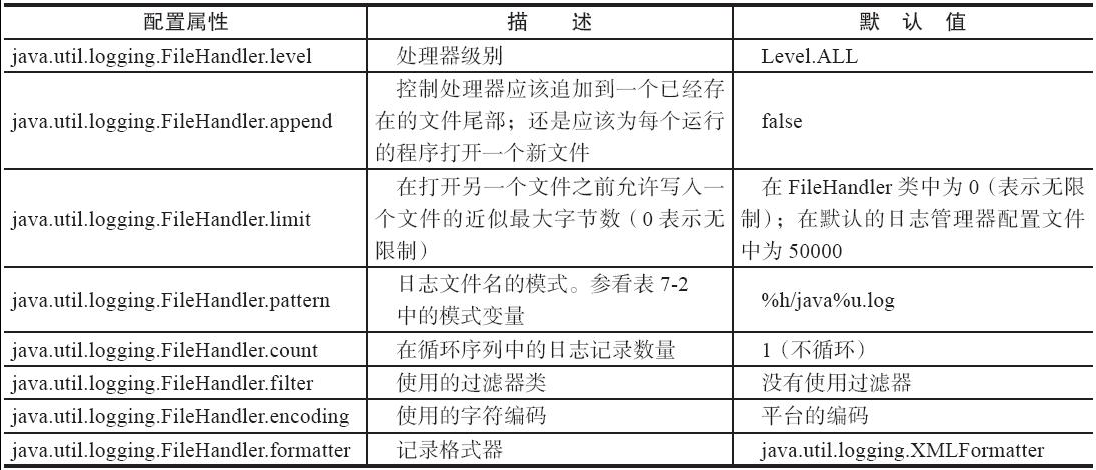 配置属性 描 述 默 认 值
java.util.logging.FileHandler.level 处理器级别 Level.ALL
java.util.logging.FileHandler.append 控制处理器应该追加到一个已经存
在的文件尾部；还是应该为每个运行
的程序打开一个新文件 false
java.util.logging.FileHandler.limit 在打开另一个文件之前允许写入一
个文件的近似最大字节数（0 表示无
限制） 在 FileHandler 类中为 0（表示无限
制）；在默认的日志管理器配置文件
中为 50000
java.util.logging.FileHandler.pattern 日志文件名的模式。参看表 7-2
中的模式变量 %h/java%u.log
java.util.logging.FileHandler.count 在循环序列中的日志记录数量 1（不循环）
java.util.logging.FileHandler.filter 使用的过滤器类 没有使用过滤器
java.util.logging.FileHandler.encoding 使用的字符编码 平台的编码
java.util.logging.FileHandler.formatter 记录格式器 java.util.logging.XMLFormatter